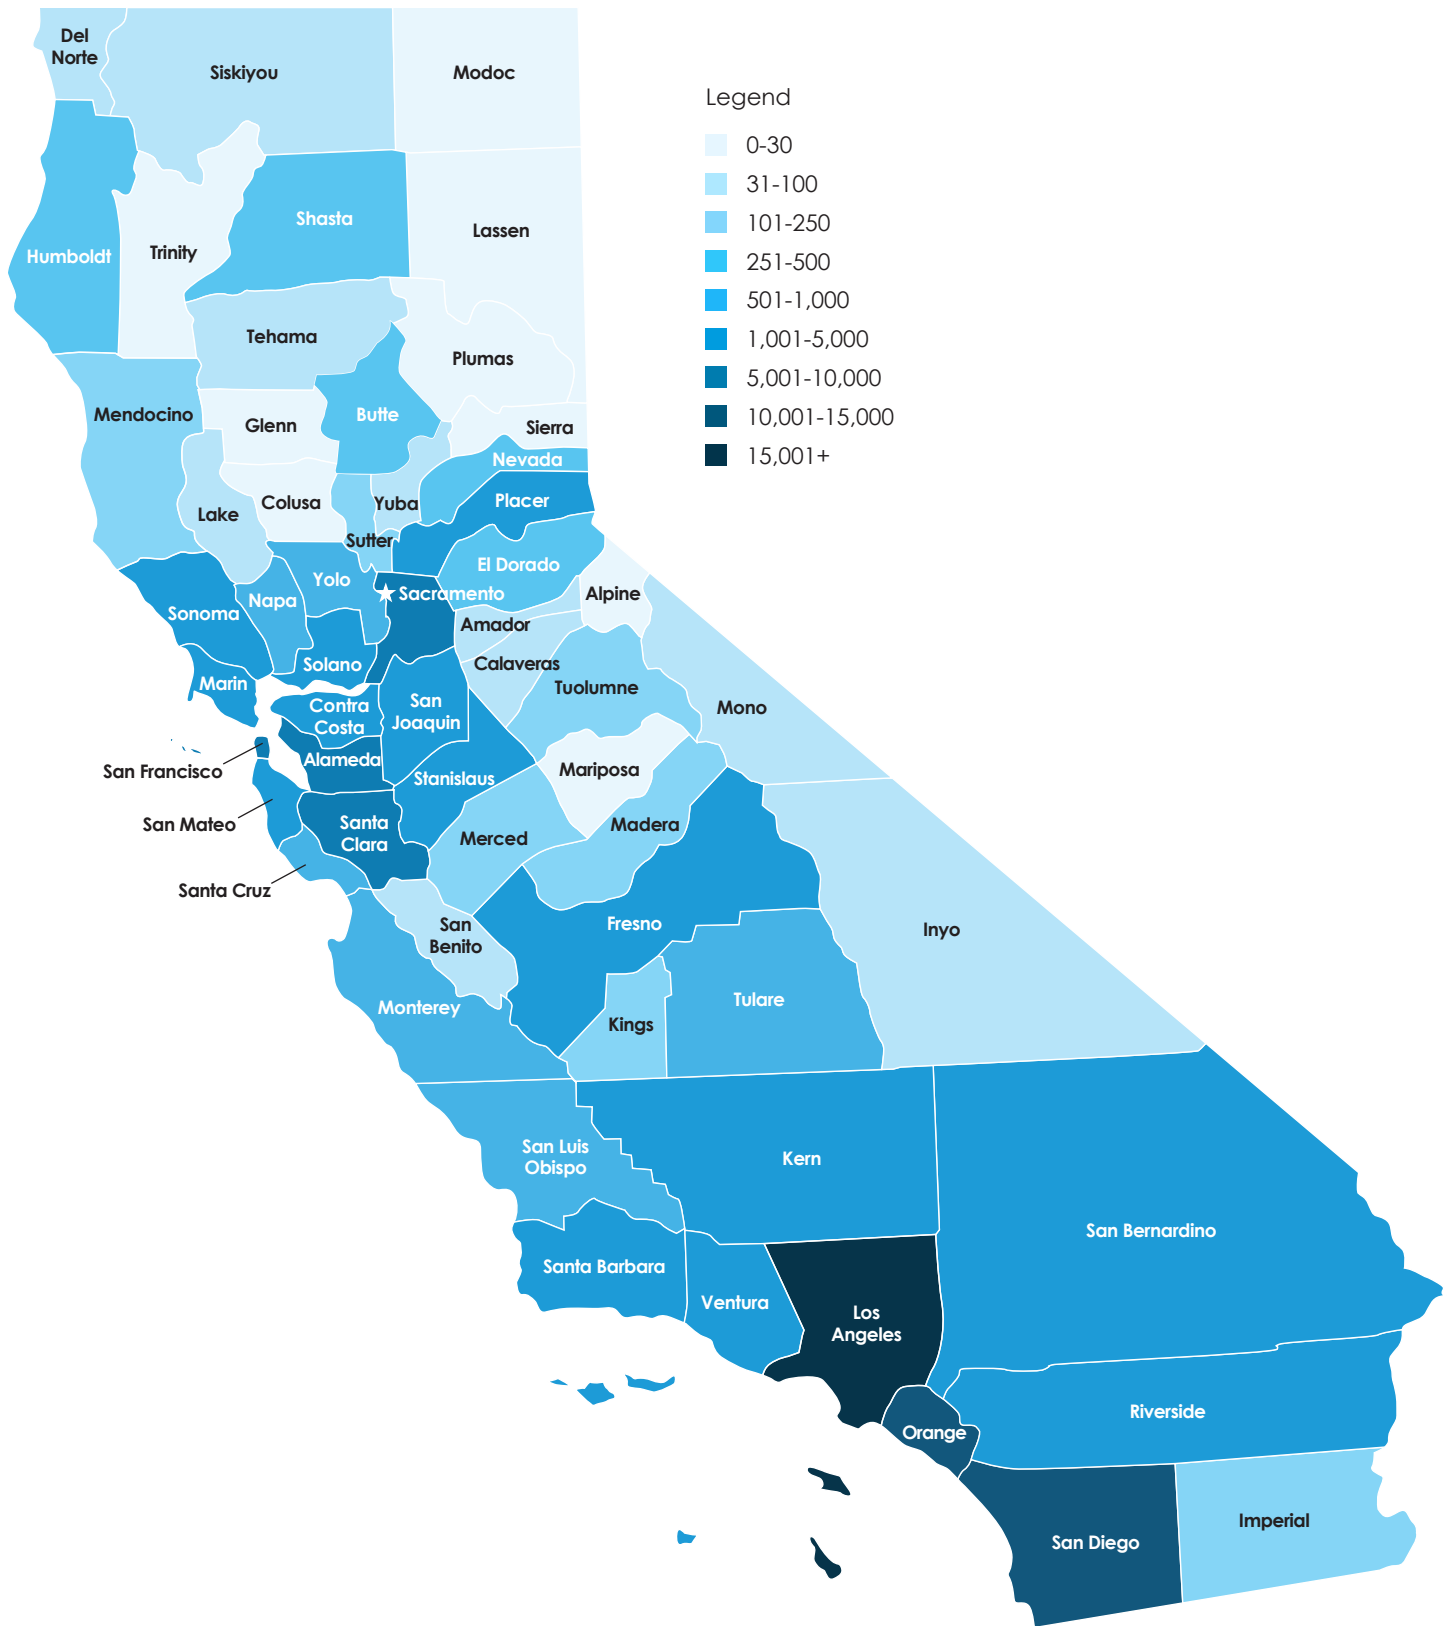 Del
Norte
Siskiyou
Modoc
Legend
0-30
31-100
101-250
251-500
501-1,000
1,001-5,000
5,001-10,000
10,001-15,000
15,001+
Humboldt
Trinity
Shasta
Lassen
Tehama
Plumas
Mendocino
Glenn
Butte
Sierra
Nevada
Lake
Colusa
Yuba
Placer
Sutter
Sonoma
Napa
Yolo
Sacramento
El Dorado
Alpine
Amador
Marin
Solano
Calaveras
Tuolumne
Mono
Contra
Costa
San
Joaquin
San Francisco
Alameda
Stanislaus
Mariposa
San Mateo
Santa
Clara
Merced
Madera
Santa Cruz
San
Benito
Fresno
Inyo
Monterey
Kings
Tulare
San Luis
Obispo
Kern
San Bernardino
Santa Barbara
Ventura
Los
Angeles
Orange
Riverside
San Diego
Imperial